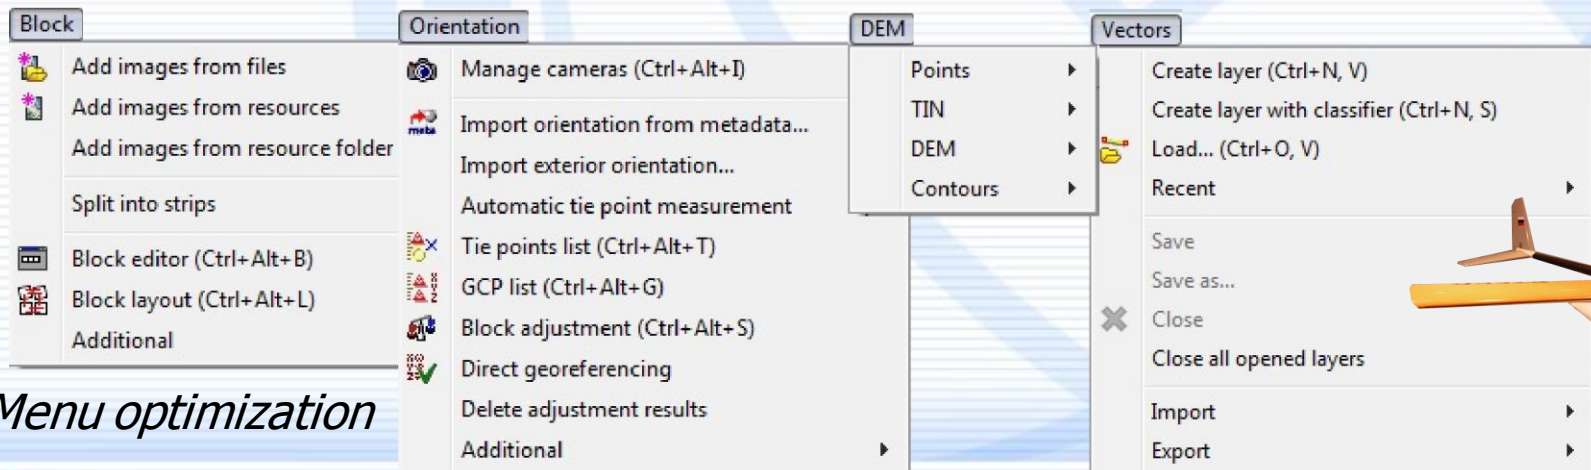 Block
Add images from files
Add images from resources
Add images from resource folder
Split into strips
Block editor (Ctrl+Alt+B)
Block layout (Ctrl+Alt+L)
Additional
Menu optimization
Orientation
Manage cameras (Ctrl+Alt+I)
meta
Import orientation from metadata...
Import exterior orientation...
Automatic tie point measurement
Tie points list (Ctrl+Alt+T)
GCP list (Ctrl+Alt+G)
Block adjustment (Ctrl+Alt+S)
Direct georeferencing
Delete adjustment results
Additional
DEM
Points
TIN
DEM
Contours
Vectors
Create layer (Ctrl+N, V)
Create layer with classifier (Ctrl+N, S)
Load... (Ctrl+O, V)
Recent
Save
Save as...
Close
Close all opened layers
Import
Export